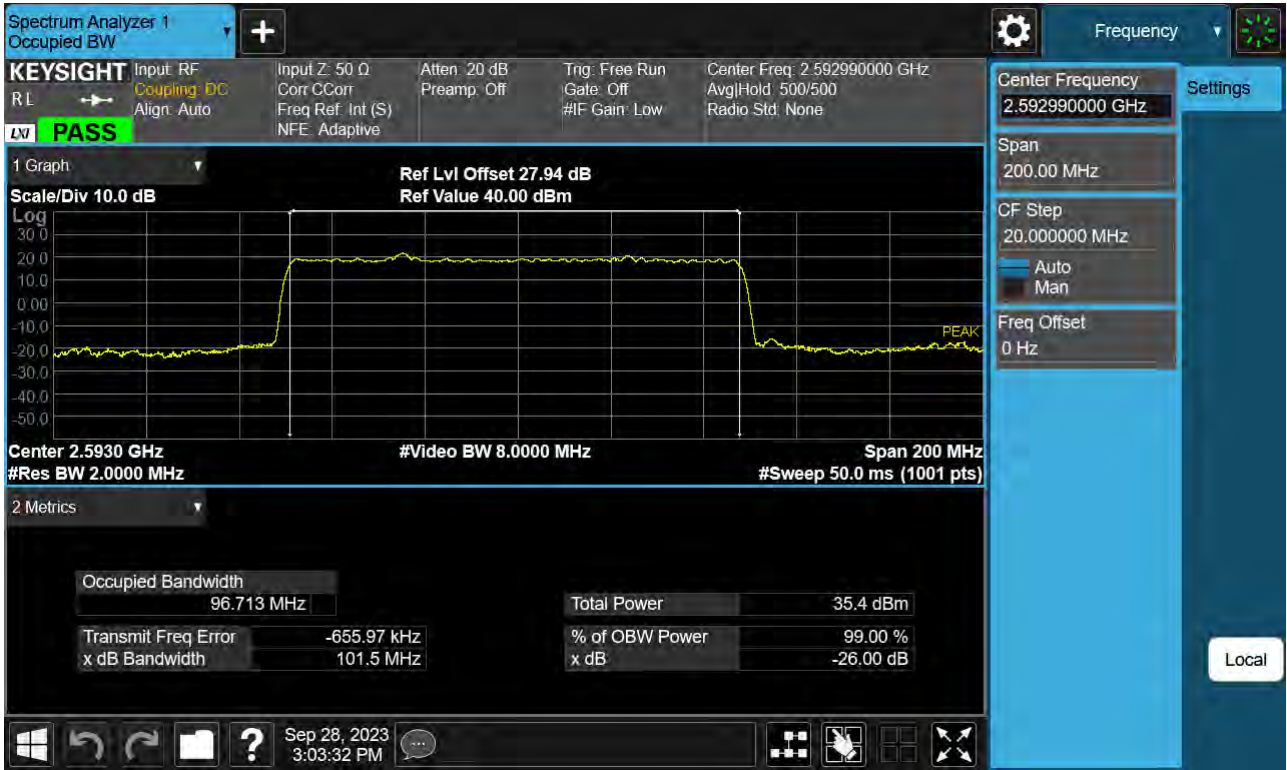 Spectrum Analyzer 1
Occupied BW
+
Frequency
KEYSIGHT
RL
LXI
PASS
Input: RF
Coupling: DC
Align: Auto
Input Z: 50 Ω
Corr CCorr
Freq Ref: Int (S)
NFE: Adaptive
Atten: 20 dB
Preamp: Off
Trig: Free Run
Gate: Off
#IF Gain: Low
Center Freq: 2.592990000 GHz
Avg|Hold: 500/500
Radio Std: None
1 Graph
Scale/Div 10.0 dB
Ref Lvl Offset 27.94 dB
Ref Value 40.00 dBm
Log
30.0
20.0
10.0
0.00
-10.0
-20.0
-30.0
-40.0
-50.0
PEAK
Center 2.5930 GHz
#Video BW 8.0000 MHz
Span 200 MHz
#Res BW 2.0000 MHz
#Sweep 50.0 ms (1001 pts)
2 Metrics
Occupied Bandwidth
96.713 MHz
Transmit Freq Error -655.97 kHz
x dB Bandwidth 101.5 MHz
Total Power 35.4 dBm
% of OBW Power 99.00 %
x dB -26.00 dB
Center Frequency
2.592990000 GHz
Span
200.00 MHz
CF Step
20.000000 MHz
Auto
Man
Freq Offset
0 Hz
Settings
Local
?
Sep 28, 2023
3:03:32 PM